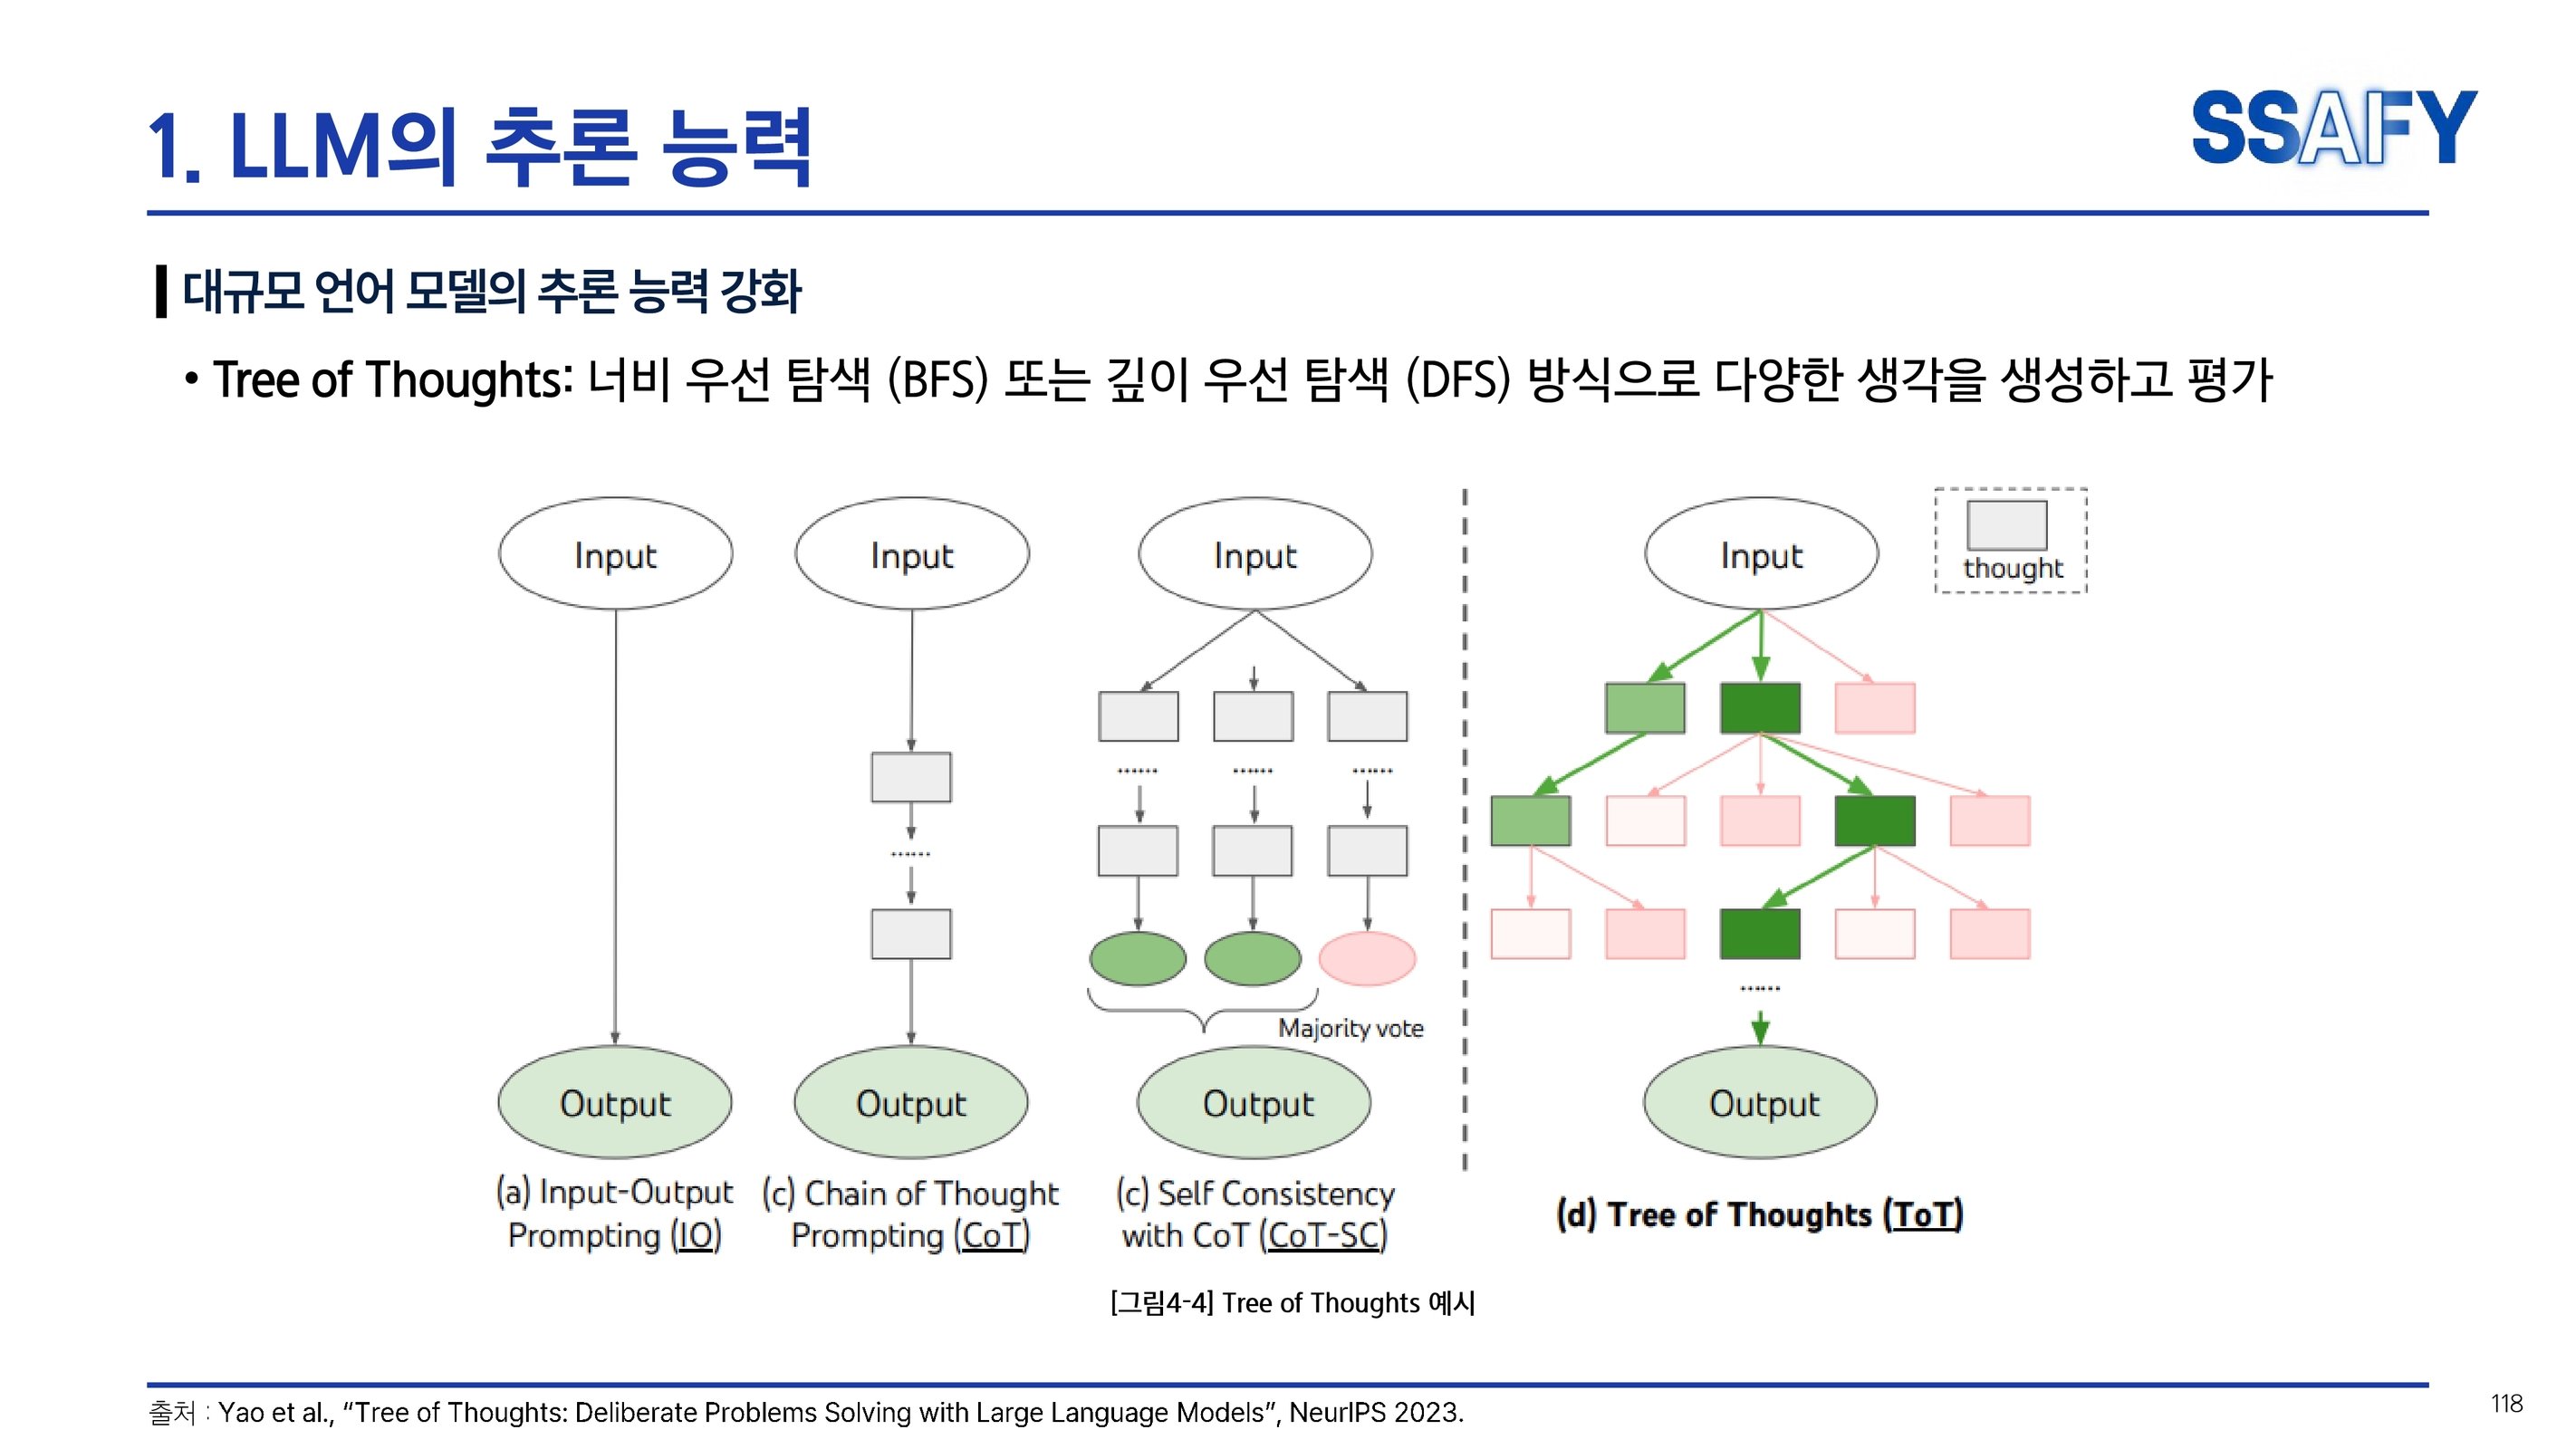 1. LLM의 추론 능력
SSAFY
대규모 언어 모델의 추론 능력 강화
• Tree of Thoughts: 너비 우선 탐색 (BFS) 또는 깊이 우선 탐색 (DFS) 방식으로 다양한 생각을 생성하고 평가
Input
Output
(a) Input-Output
Prompting (IO)
Input
......
Output
(c) Chain of Thought
Prompting (CoT)
Input
...... ...... ......
Majority vote
Output
(c) Self Consistency
with CoT (CoT-SC)
Input
thought
......
Output
(d) Tree of Thoughts (ToT)
[그림4-4] Tree of Thoughts 예시
출처 : Yao et al., “Tree of Thoughts: Deliberate Problems Solving with Large Language Models”, NeurIPS 2023.
118